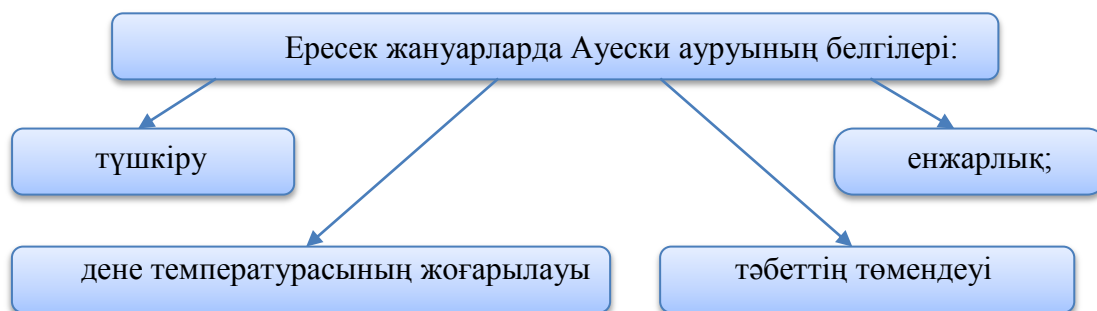 Ересек жануарларда Ауески ауруының белгілері:
түшкіру
енжарлық;
дене температурасының жоғарылауы
тәбеттің төмендеуі